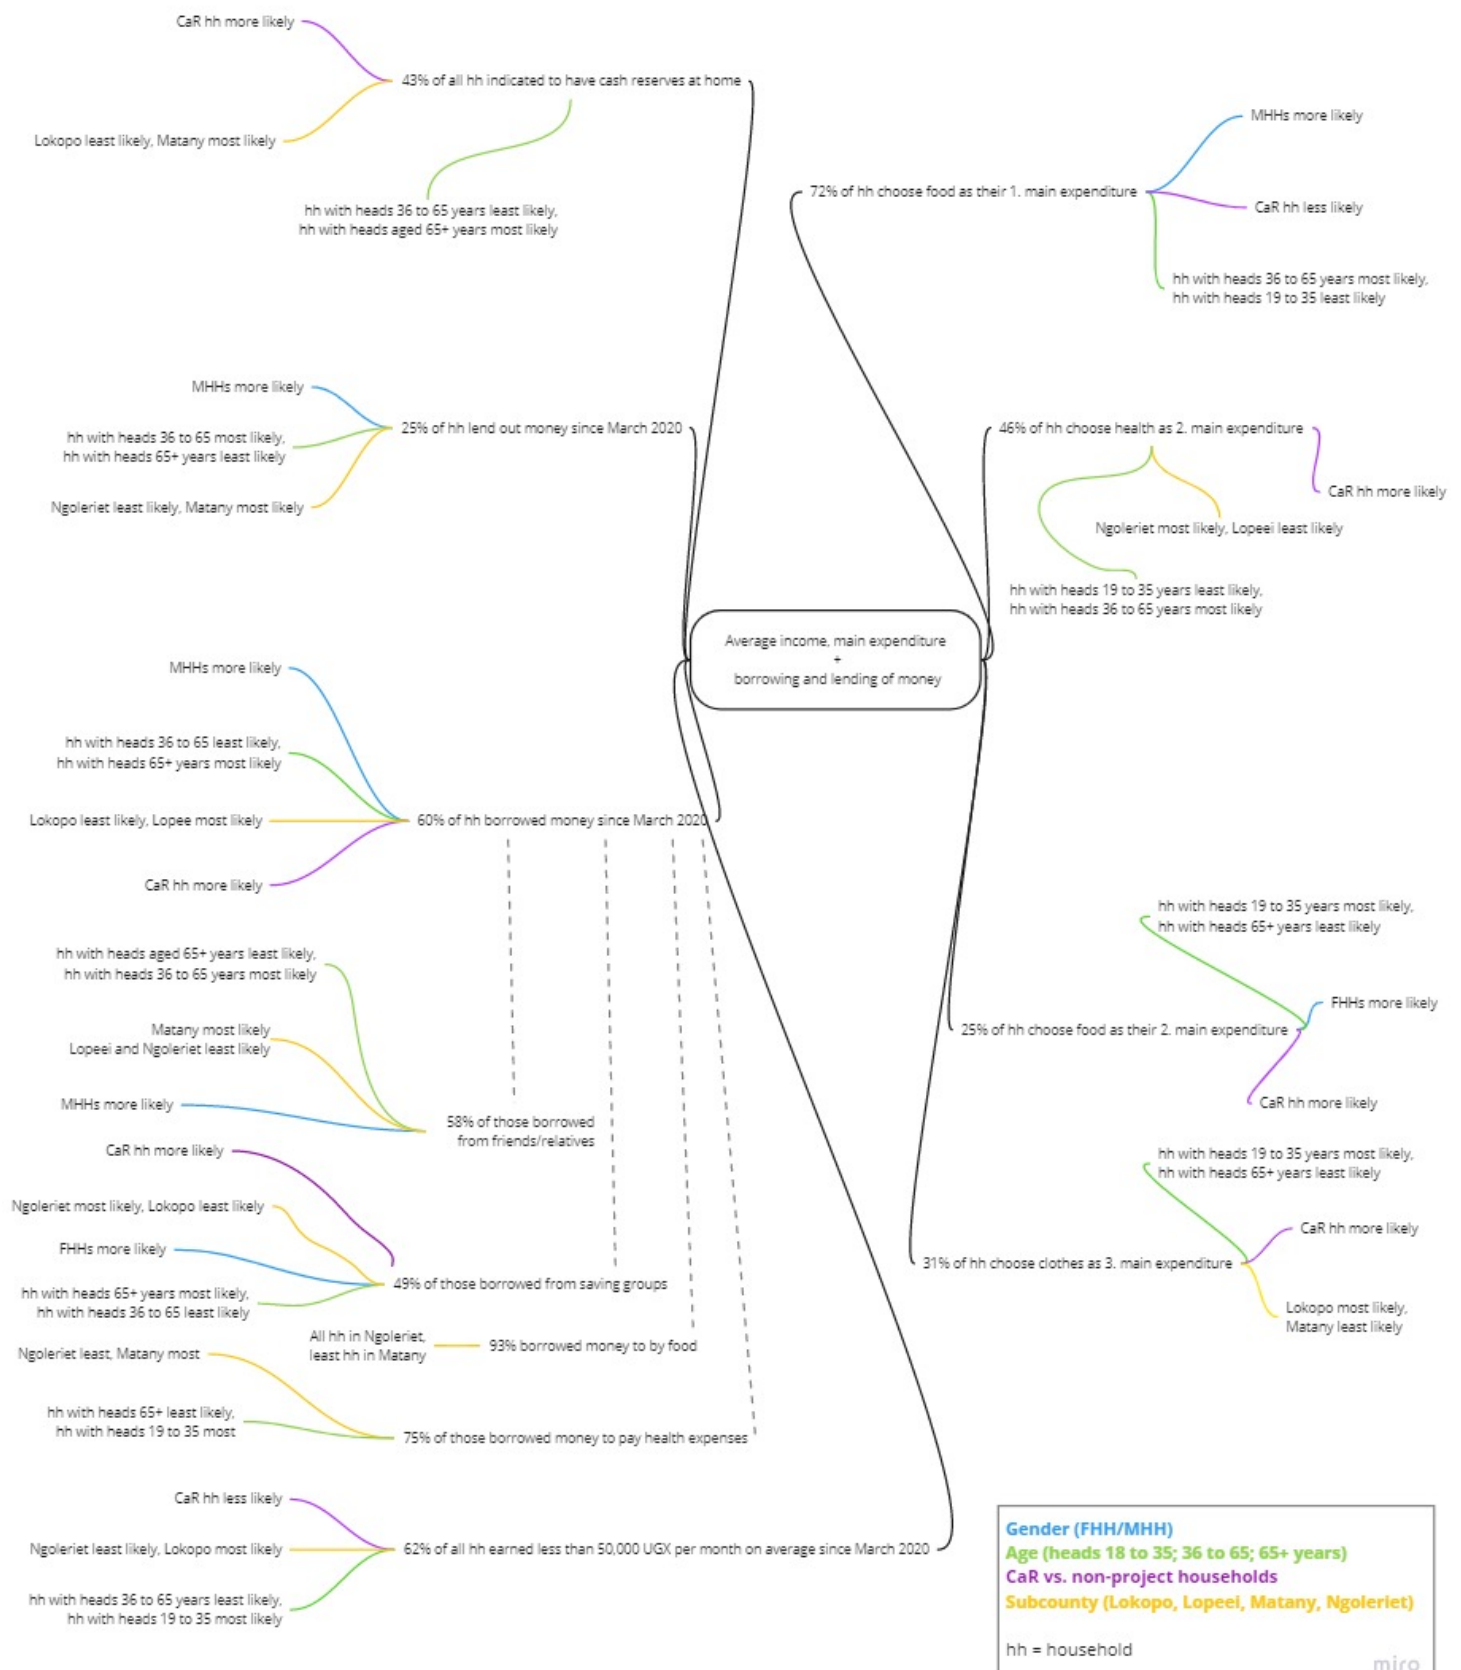 CaR hh more likely
43% of all hh indicated to have cash reserves at home
Lokopo least likely, Matany most likely
hh with heads 36 to 65 years least likely,
hh with heads aged 65+ years most likely
MHHs more likely
72% of hh choose food as their 1. main expenditure
CaR hh less likely
hh with heads 36 to 65 years most likely,
hh with heads 19 to 35 least likely
MHHs more likely
25% of hh lend out money since March 2020
hh with heads 36 to 65 most likely,
hh with heads 65+ years least likely
Ngoleriet least likely, Matany most likely
46% of hh choose health as 2. main expenditure
CaR hh more likely
Ngoleriet most likely, Lopeei least likely
hh with heads 19 to 35 years least likely,
hh with heads 36 to 65 years most likely
Average income, main expenditure
+
borrowing and lending of money
MHHs more likely
hh with heads 36 to 65 least likely,
hh with heads 65+ years most likely
Lokopo least likely, Lopee most likely
60% of hh borrowed money since March 2020
CaR hh more likely
hh with heads aged 65+ years least likely,
hh with heads 36 to 65 years most likely
Matany most likely
Lopeei and Ngoleriet least likely
MHHs more likely
58% of those borrowed
from friends/relatives
CaR hh more likely
Ngoleriet most likely, Lokopo least likely
FHHs more likely
49% of those borrowed from saving groups
hh with heads 65+ years most likely,
hh with heads 36 to 65 least likely
All hh in Ngoleriet,
least hh in Matany
93% borrowed money to by food
Ngoleriet least, Matany most
hh with heads 65+ least likely,
hh with heads 19 to 35 most
75% of those borrowed money to pay health expenses
CaR hh less likely
Ngoleriet least likely, Lokopo most likely
62% of all hh earned less than 50,000 UGX per month on average since March 2020
hh with heads 36 to 65 years least likely,
hh with heads 19 to 35 most likely
hh with heads 19 to 35 years most likely,
hh with heads 65+ years least likely
FHHs more likely
25% of hh choose food as their 2. main expenditure
CaR hh more likely
hh with heads 19 to 35 years most likely,
hh with heads 65+ years least likely
CaR hh more likely
31% of hh choose clothes as 3. main expenditure
Lokopo most likely,
Matany least likely
Gender (FHH/MHH)
Age (heads 18 to 35; 36 to 65; 65+ years)
CaR vs. non-project households
Subcounty (Lokopo, Lopeei, Matany, Ngoleriet)
hh = household
miro